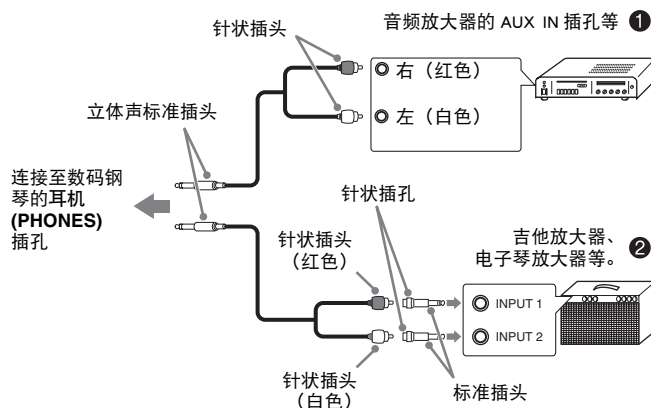 针状插头
音频放大器的 AUX IN 插孔等 ❶
右（红色）
左（白色）
立体声标准插头
连接至数码钢
琴的耳机
(PHONES)
插孔
针状插孔
针状插头
（红色）
吉他放大器、
电子琴放大器等。 ❷
INPUT 1
INPUT 2
针状插头
（白色）
标准插头